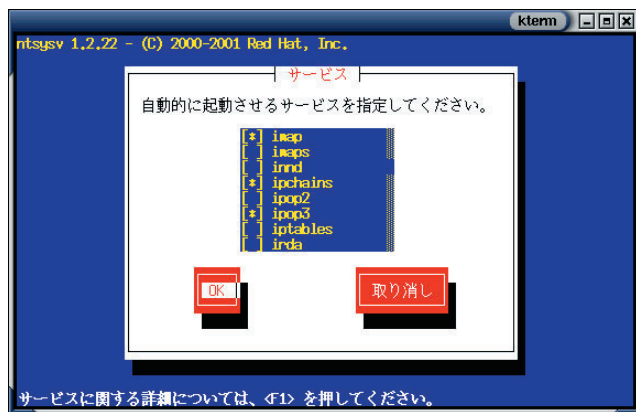 kterm
ntsysv 1.2.22 - (C) 2000-2001 Red Hat, Inc.
サービス
自動的に起動させるサービスを指定してください。
[*] imap
[ ] imaps
[ ] innd
[*] ipchains
[ ] ipop2
[*] ipop3
[ ] iptables
[ ] irda
OK 取り消し
サービスに関する詳細については、<F1> を押してください。